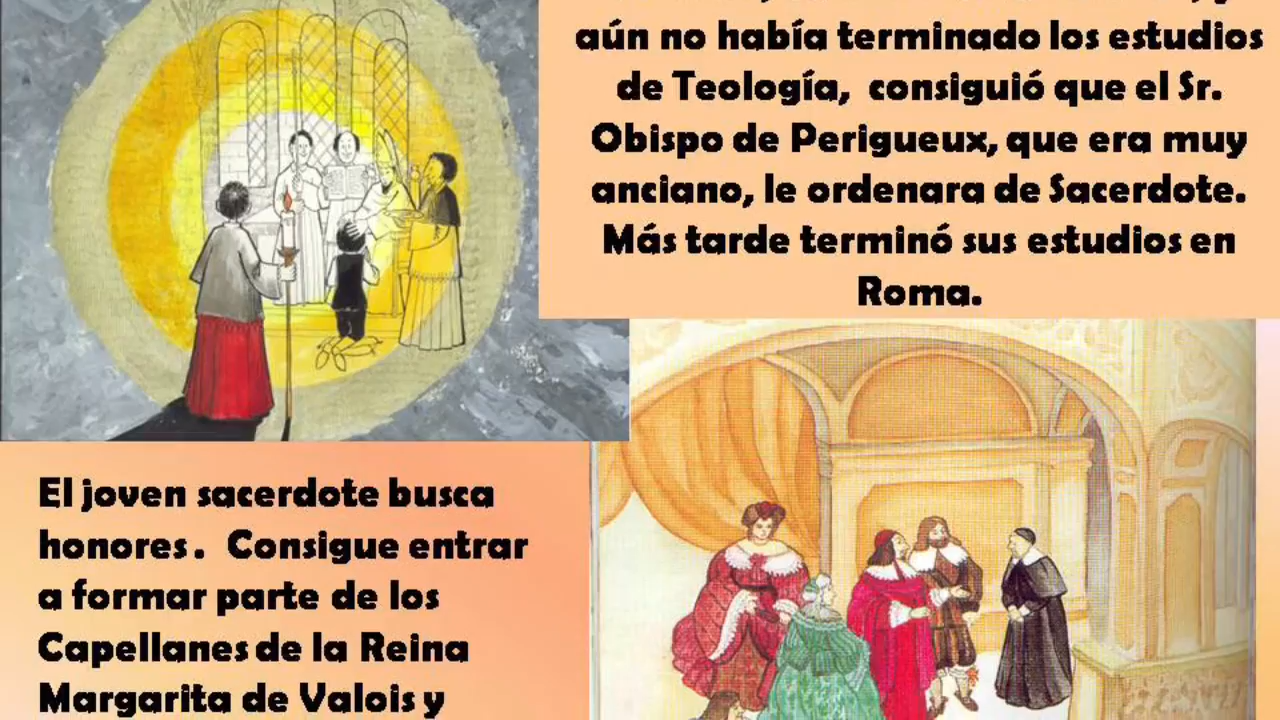 aún no había terminado los estudios
de Teología, consiguió que el Sr.
Obispo de Perigueux, que era muy
anciano, le ordenara de Sacerdote.
Más tarde terminó sus estudios en
Roma.
El joven sacerdote busca
honores . Consigue entrar
a formar parte de los
Capellanes de la Reina
Margarita de Valois y